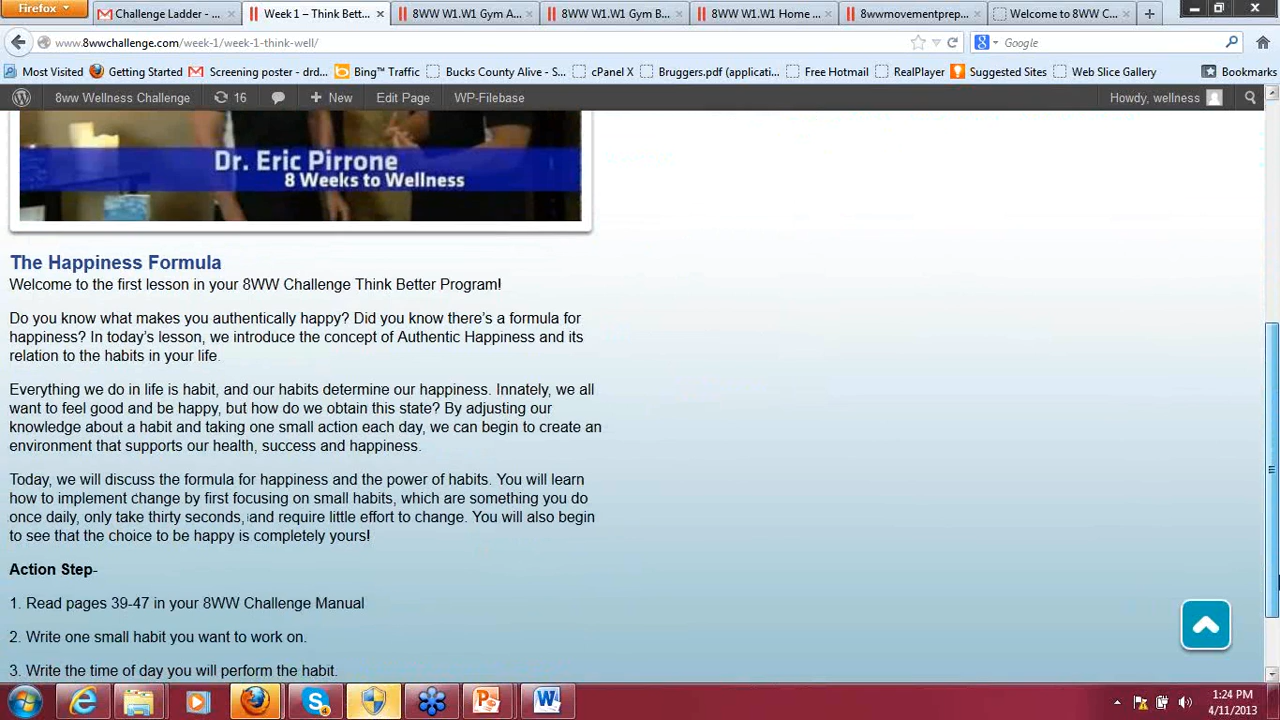 Firefox
Challenge Ladder - ...
Week 1 – Think Bett...
8WW W1.W1 Gym A...
8WW W1.W1 Gym B...
8WW W1.W1 Home ...
8wwmovementprep...
Welcome to 8WW C...
www.8wwchallenge.com/week-1/week-1-think-well/
Google
Most Visited
Getting Started
Screening poster - drd...
Bing™ Traffic
Bucks County Alive - S...
cPanel X
Bruggers.pdf (applicati...
Free Hotmail
RealPlayer
Suggested Sites
Web Slice Gallery
Bookmarks
8ww Wellness Challenge
16
New
Edit Page
WP-Filebase
Howdy, wellness
Dr. Eric Pirrone
8 Weeks to Wellness
The Happiness Formula
Welcome to the first lesson in your 8WW Challenge Think Better Program!
Do you know what makes you authentically happy? Did you know there's a formula for
happiness? In today's lesson, we introduce the concept of Authentic Happiness and its
relation to the habits in your life.
Everything we do in life is habit, and our habits determine our happiness. Innately, we all
want to feel good and be happy, but how do we obtain this state? By adjusting our
knowledge about a habit and taking one small action each day, we can begin to create an
environment that supports our health, success and happiness.
Today, we will discuss the formula for happiness and the power of habits. You will learn
how to implement change by first focusing on small habits, which are something you do
once daily, only take thirty seconds, and require little effort to change. You will also begin
to see that the choice to be happy is completely yours!
Action Step-
1. Read pages 39-47 in your 8WW Challenge Manual
2. Write one small habit you want to work on.
3. Write the time of day you will perform the habit.
1:24 PM
4/11/2013